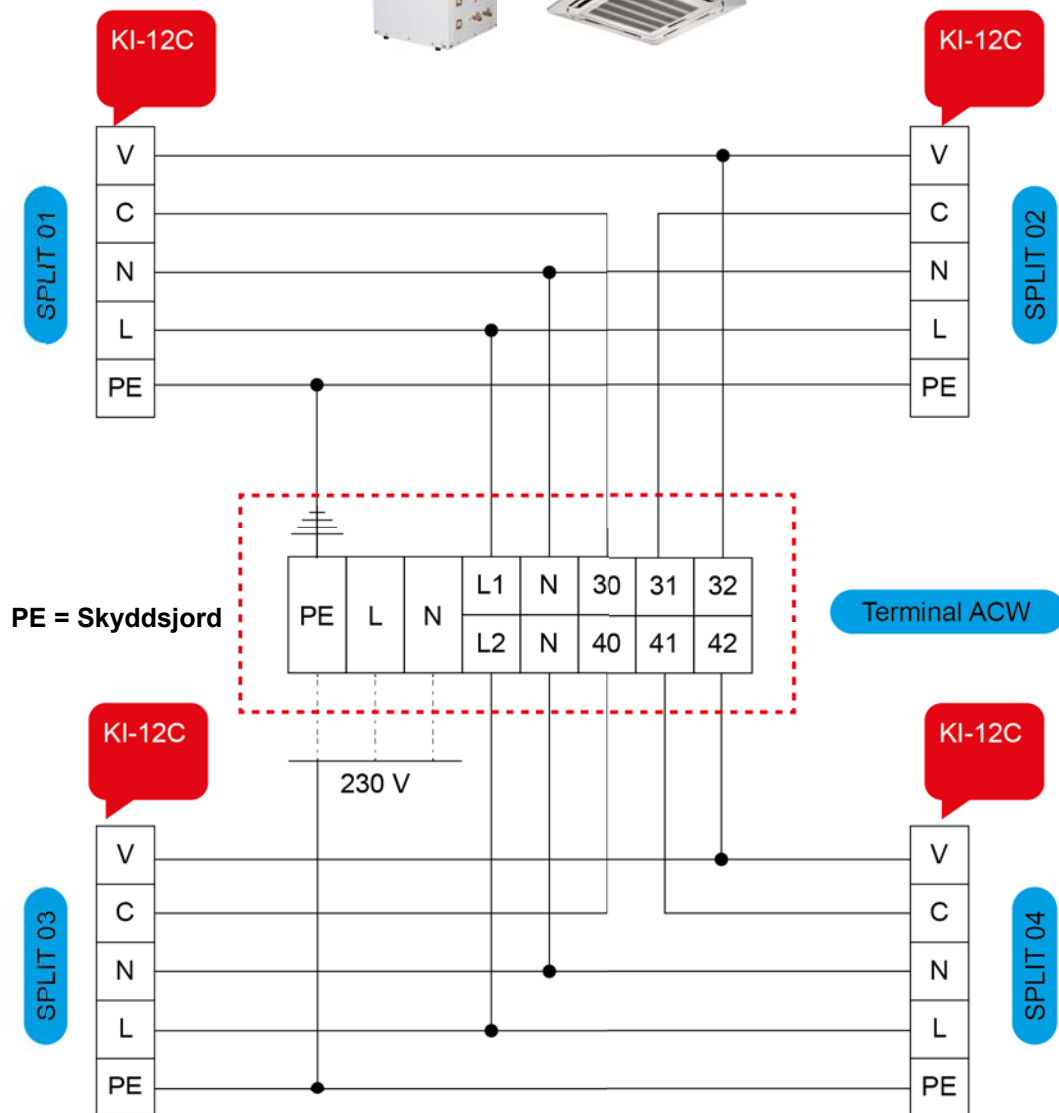 KI-12C
KI-12C
V
C
N
L
PE
SPLIT 01
V
C
N
L
PE
SPLIT 02
PE = Skyddsjord
PE L N L1 N 30 31 32
L2 N 40 41 42
Terminal ACW
230 V
KI-12C
KI-12C
V
C
N
L
PE
SPLIT 03
V
C
N
L
PE
SPLIT 04